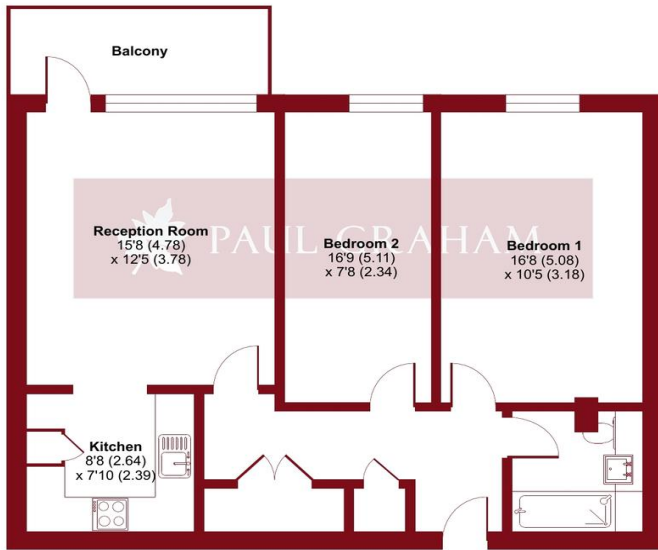 Balcony
Reception Room
15'8 (4.78)
x 12'5 (3.78)
PAUL GRAHAM
Bedroom 2
16'9 (5.11)
x 7'8 (2.34)
Bedroom 1
16'8 (5.08)
x 10'5 (3.18)
Kitchen
8'8 (2.64)
x 7'10 (2.39)